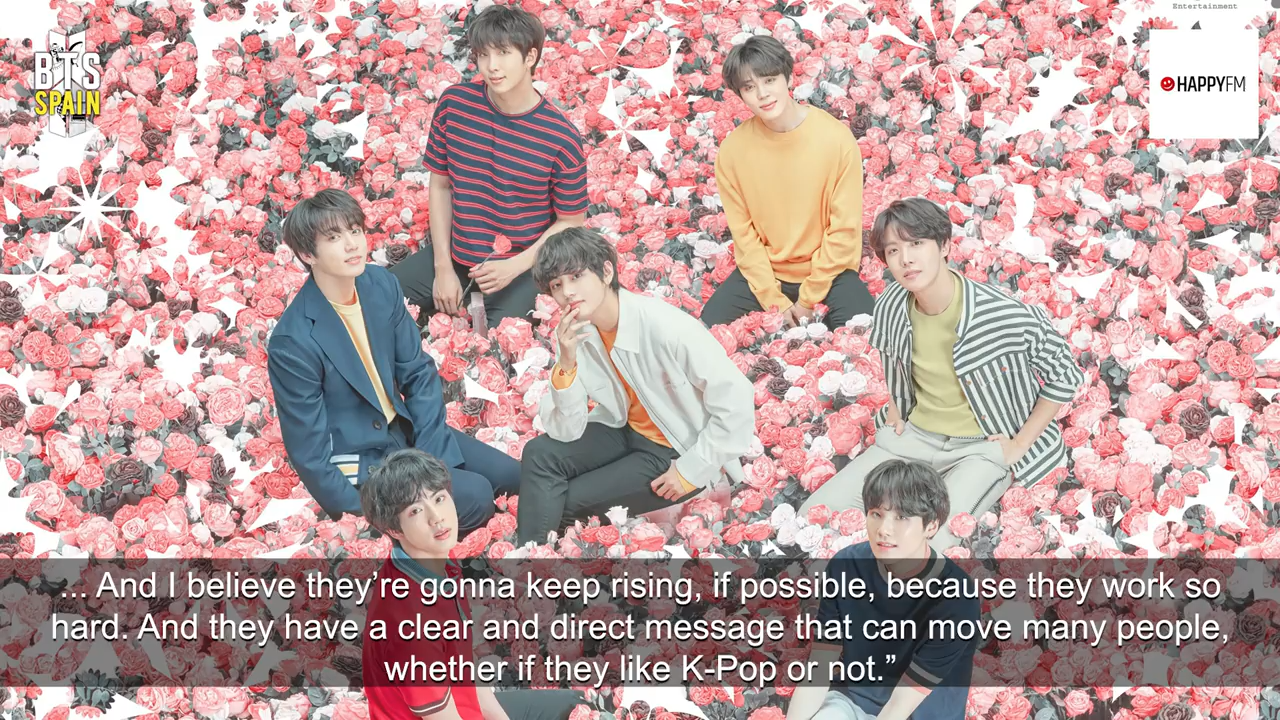 Entertainment
BTS
SPAIN
HAPPYFM
... And I believe they’re gonna keep rising, if possible, because they work so
hard. And they have a clear and direct message that can move many people,
whether if they like K-Pop or not.”